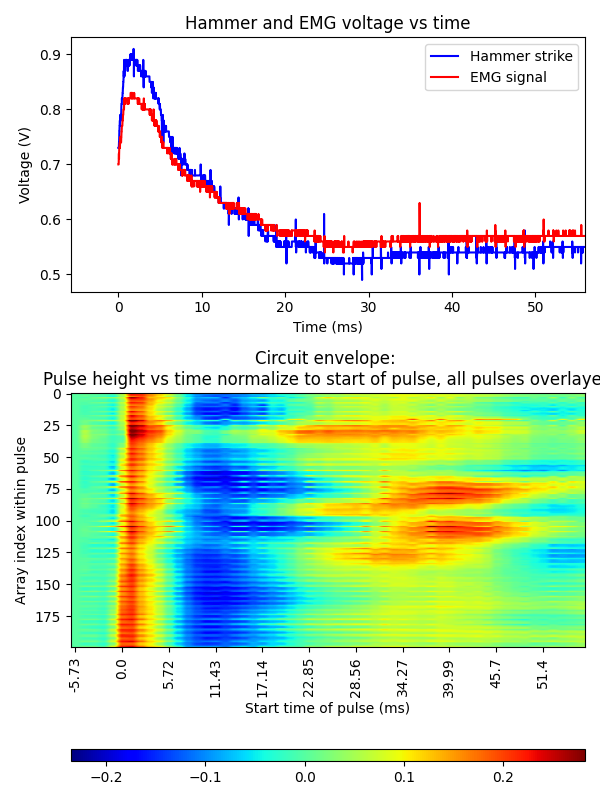 Hammer and EMG voltage vs time
0.9
0.8
0.7
0.6
0.5
Voltage (V)
Hammer strike
EMG signal
0 10 20 30 40 50
Time (ms)
Circuit envelope:
Pulse height vs time normalize to start of pulse, all pulses overlaye
0
25
50
75
100
125
150
175
Array index within pulse
-5.73 0.0 5.72 11.43 17.14 22.85 28.56 34.27 39.99 45.7 51.4
Start time of pulse (ms)
−0.2 −0.1 0.0 0.1 0.2